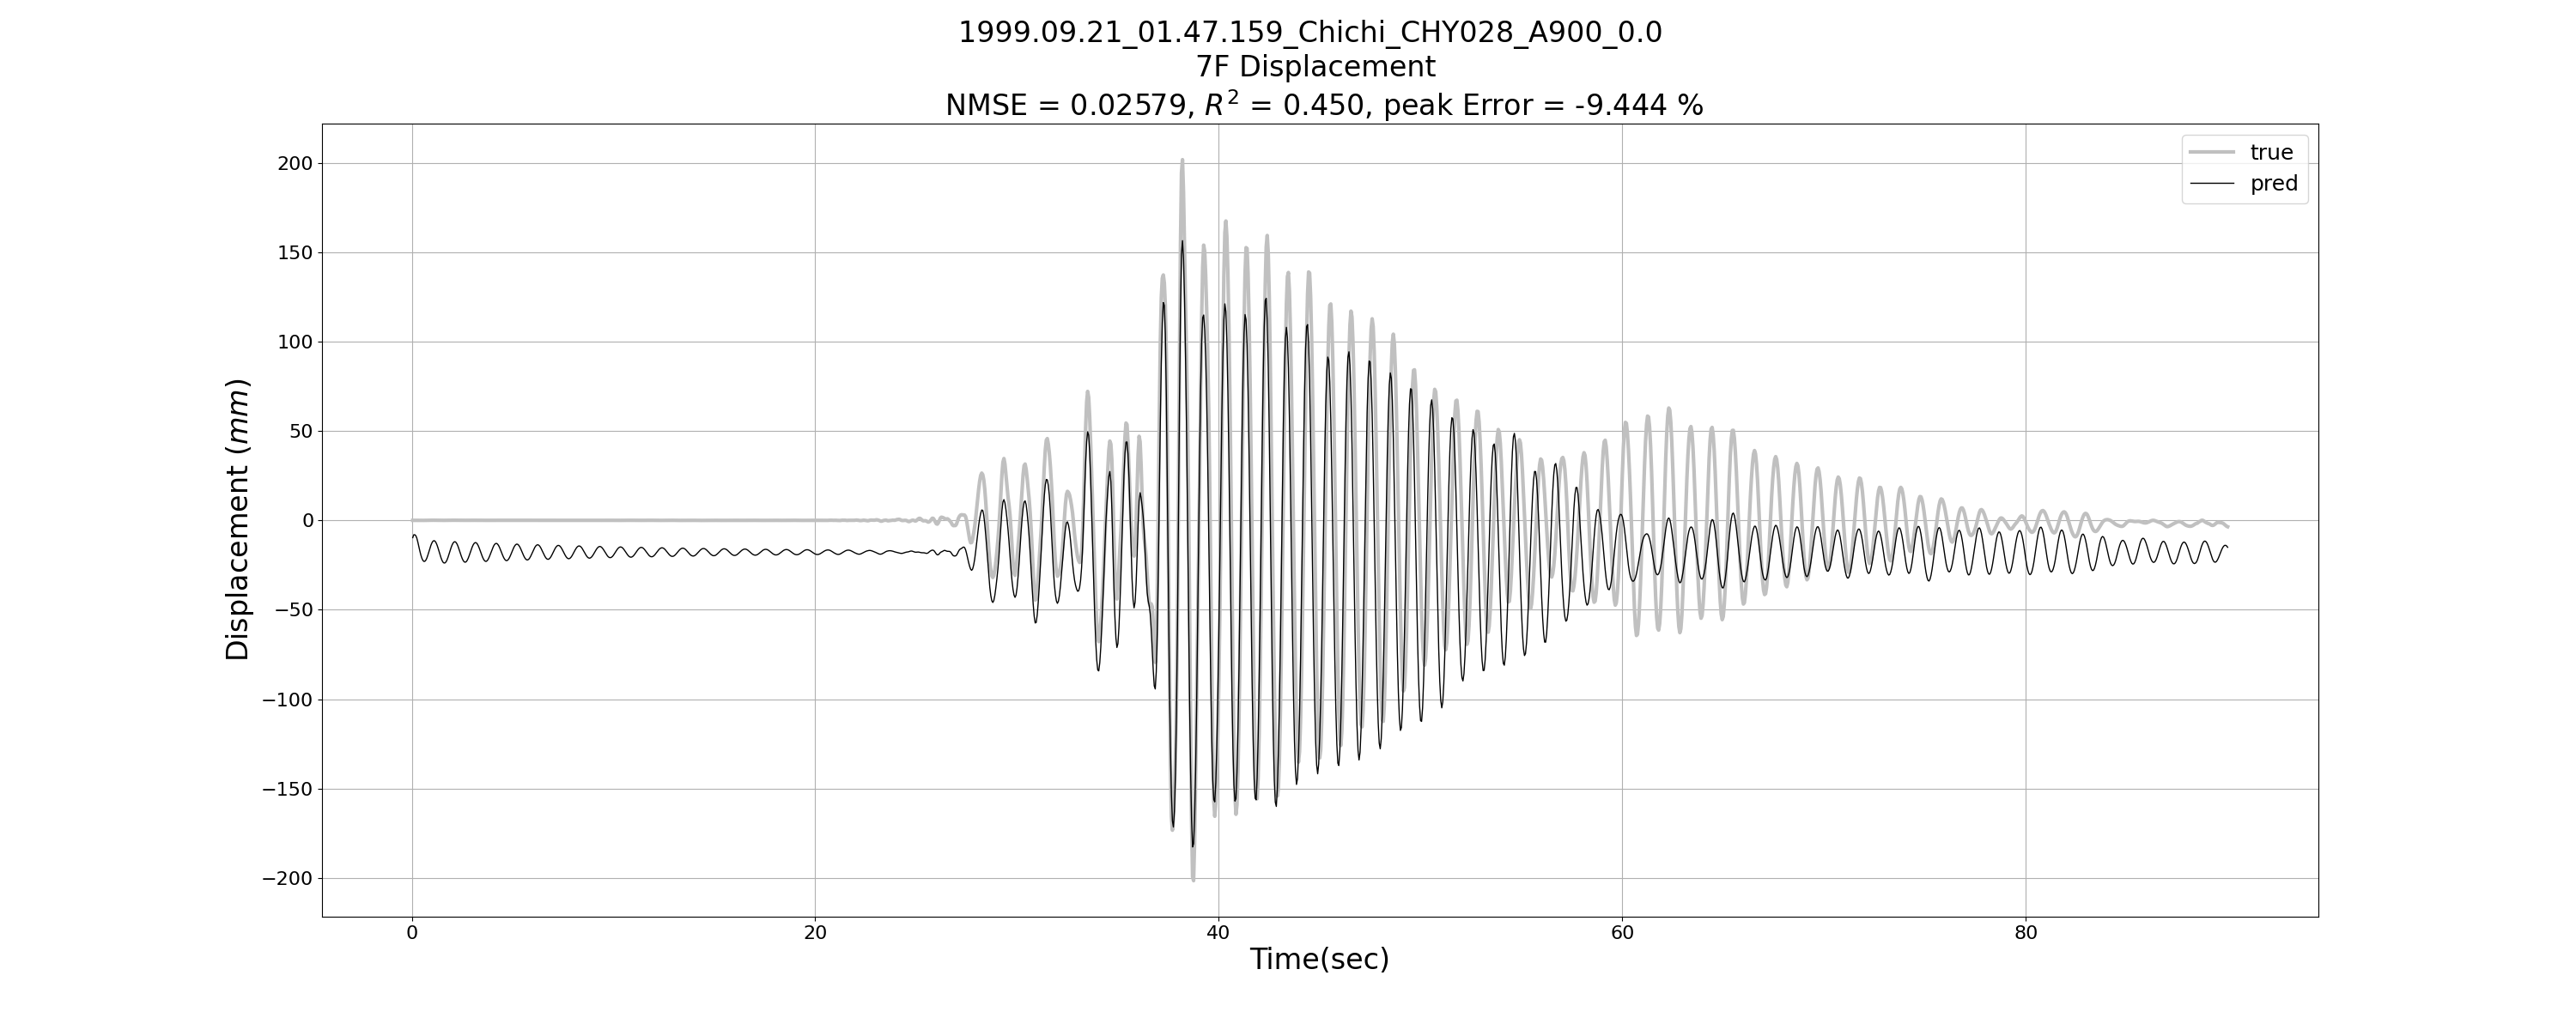 1999.09.21_01.47.159_Chichi_CHY028_A900_0.0
7F Displacement
NMSE = 0.02579, R² = 0.450, peak Error = -9.444 %
true
pred
200
150
100
50
0
−50
−100
−150
−200
Displacement (mm)
0 20 40 60 80
Time(sec)